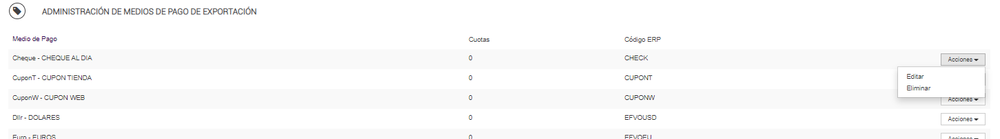 ADMINISTRACIÓN DE MEDIOS DE PAGO DE EXPORTACIÓN
Medio de Pago Cuotas Código ERP
Cheque - CHEQUE AL DIA 0 CHECK Acciones
CuponT - CUPON TIENDA 0 CUPONT
Editar
Eliminar
CuponW - CUPON WEB 0 CUPONW Acciones
Dllr - DOLARES 0 EFVOUSD Acciones
Euro - EUROS 0 EFVOEU Acciones